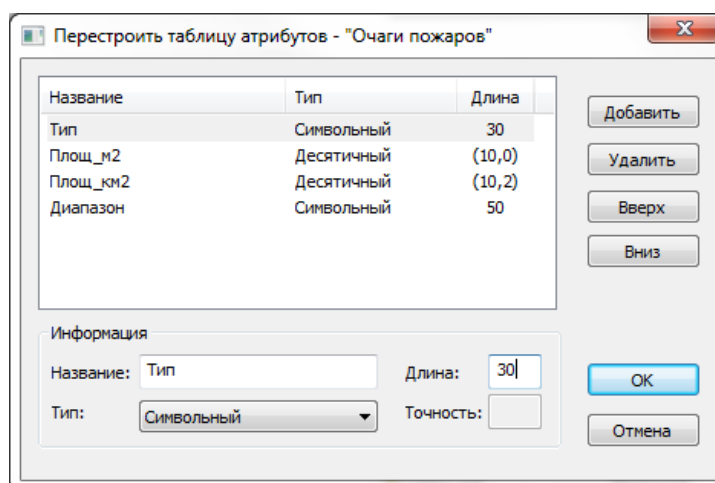 Перестроить таблицу атрибутов - "Очаги пожаров"
Название Тип Длина
Тип Символьный 30
Площ_м2 Десятичный (10,0)
Площ_км2 Десятичный (10,2)
Диапазон Символьный 50
Добавить
Удалить
Вверх
Вниз
Информация
Название: Тип Длина: 30
Тип: Символьный Точность:
OK
Отмена